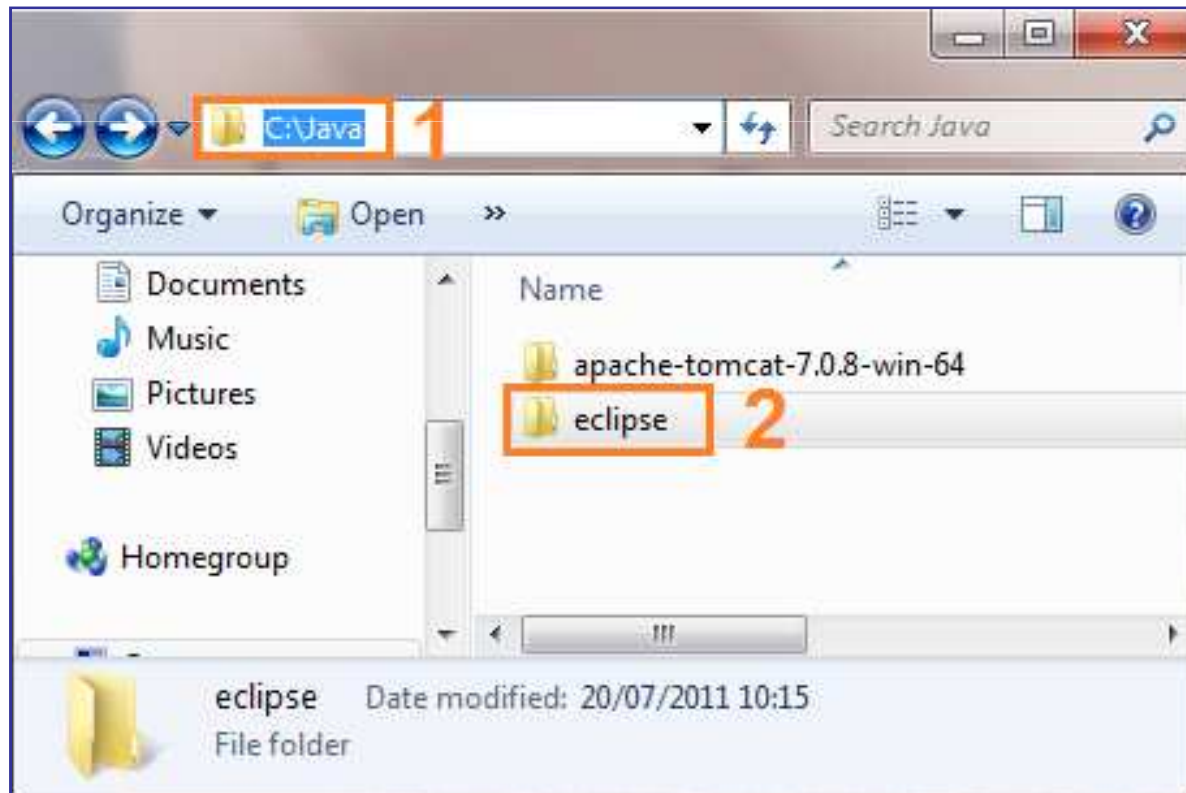 C:\Java 1 Search Java
Organize Open »
Documents
Music
Pictures
Videos
Homegroup
Name
apache-tomcat-7.0.8-win-64
eclipse 2
eclipse Date modified: 20/07/2011 10:15
File folder